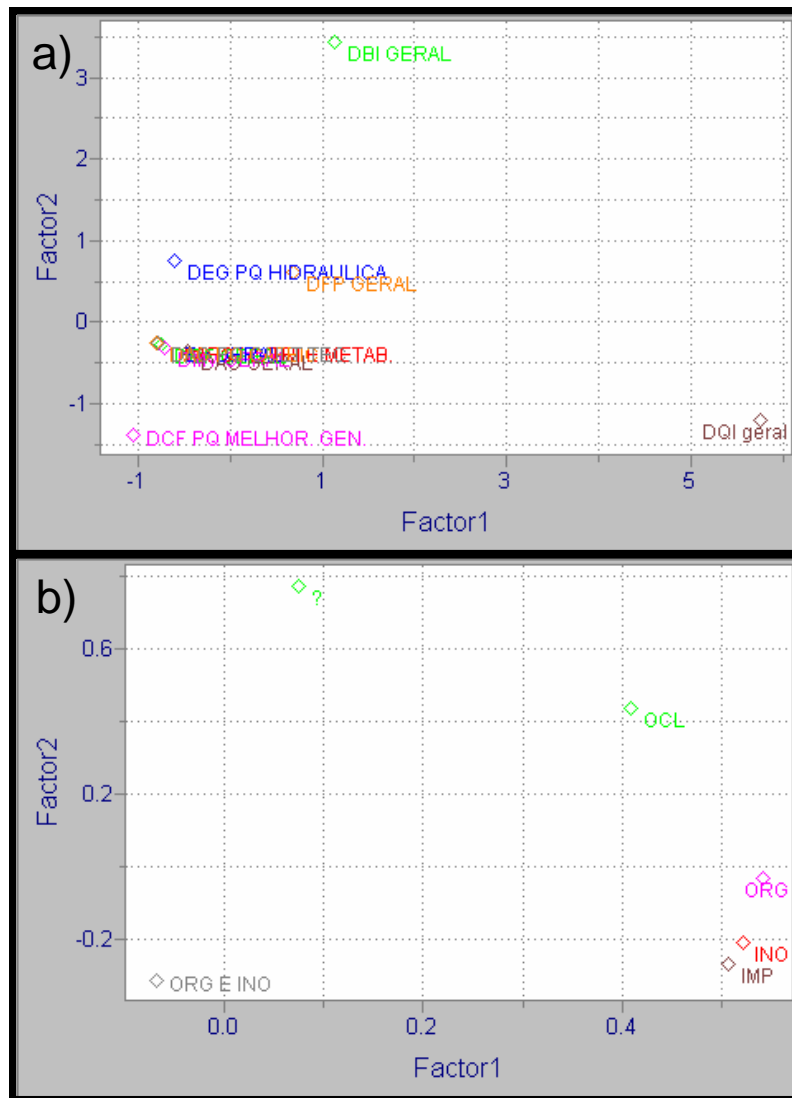 a)
DBI GERAL
3
2
Factor2
1
DEG PQ HIDRAULICA
DFP GERAL
0
METAB.
DAC GERAL
-1
DCF PQ MELHOR. GEN.
DQI geral
-1 1 3 5
Factor1
b)
?
0.6
OCL
Factor2
0.2
ORG
-0.2
INO
IMP
ORG E INO
0.0 0.2 0.4
Factor1